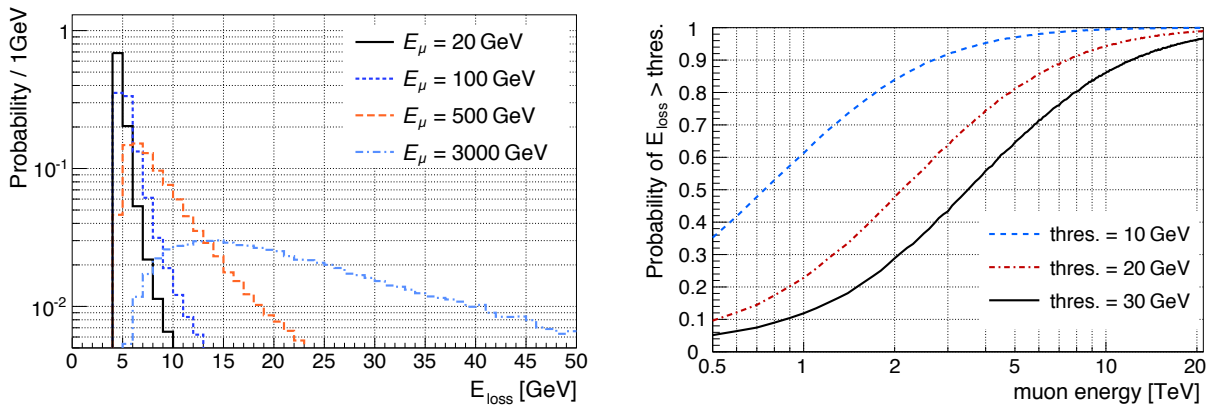 Probability / 1GeV
1
10⁻¹
10⁻²
E_μ = 20 GeV
E_μ = 100 GeV
E_μ = 500 GeV
E_μ = 3000 GeV
0 5 10 15 20 25 30 35 40 45 50
E_loss [GeV]
Probability of E_loss > thres.
1
0.9
0.8
0.7
0.6
0.5
0.4
0.3
0.2
0.1
0
thres. = 10 GeV
thres. = 20 GeV
thres. = 30 GeV
0.5 1 2 3 4 5 10 20
muon energy [TeV]